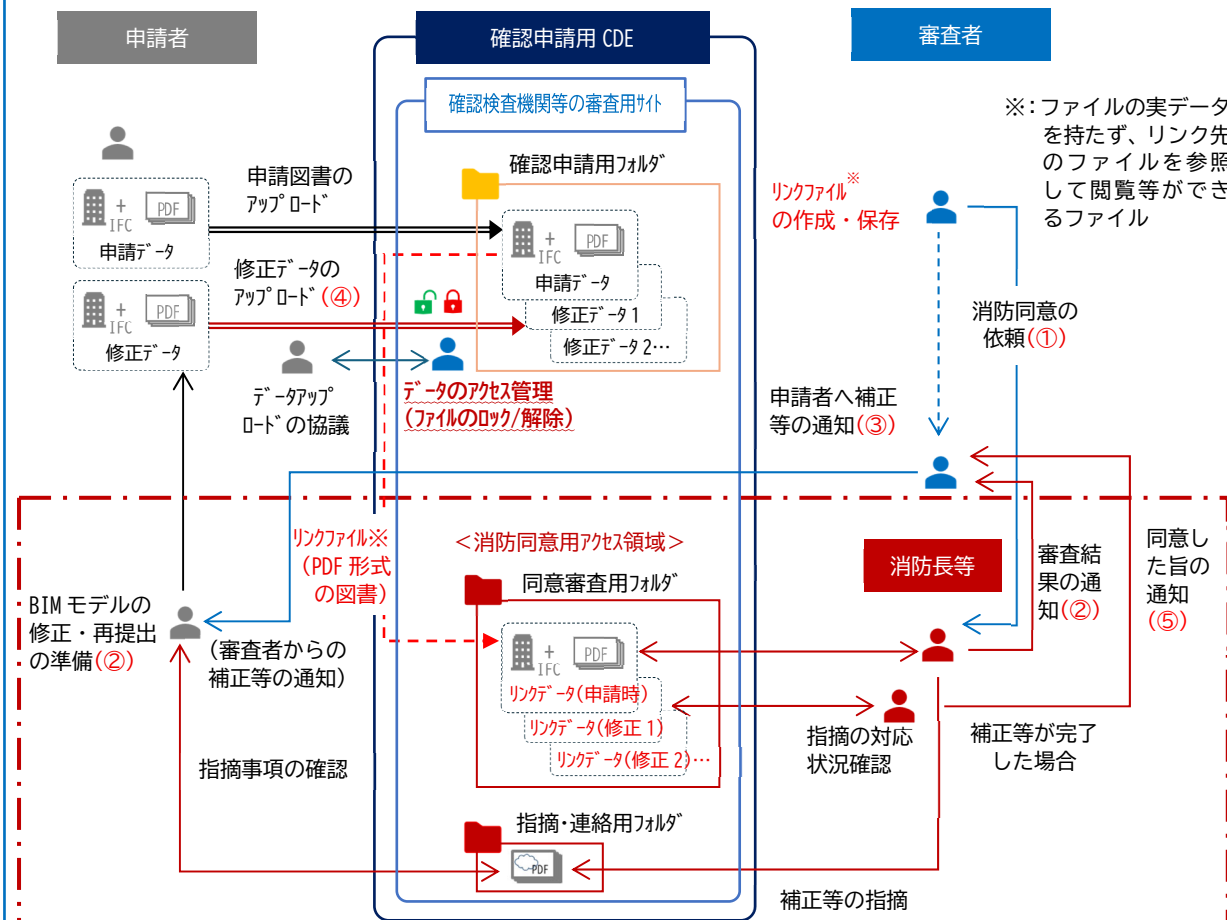 申請者
確認申請用 CDE
審査者
確認検査機関等の審査用ｻｲﾄ
※：ファイルの実データ
を持たず、リンク先
のファイルを参照
して閲覧等ができ
るファイル
申請図書の
ｱｯﾌﾟﾛｰﾄﾞ
確認申請用ﾌｫﾙﾀﾞ
ﾘﾝｸﾌｧｲﾙ※
の作成・保存
+
IFC
PDF
申請ﾃﾞｰﾀ
+
IFC
PDF
申請ﾃﾞｰﾀ
修正ﾃﾞｰﾀ 1
修正ﾃﾞｰﾀ 2…
修正ﾃﾞｰﾀの
ｱｯﾌﾟﾛｰﾄﾞ(④)
+
IFC
PDF
修正ﾃﾞｰﾀ
消防同意の
依頼(①)
ﾃﾞｰﾀｱｯﾌﾟ
ﾛｰﾄﾞの協議
ﾃﾞｰﾀのｱｸｾｽ管理
(ﾌｧｲﾙのﾛｯｸ/解除)
申請者へ補正
等の通知(③)
ﾘﾝｸﾌｧｲﾙ※
(PDF 形式
の図書)
＜消防同意用ｱｸｾｽ領域＞
同意審査用ﾌｫﾙﾀﾞ
消防長等
審査結
果の通
知(②)
同意し
た旨の
通知
(⑤)
BIM モデルの
修正・再提出
の準備(②)
(審査者からの
補正等の通知)
+
IFC
PDF
ﾘﾝｸﾃﾞｰﾀ(申請時)
ﾘﾝｸﾃﾞｰﾀ(修正 1)
ﾘﾝｸﾃﾞｰﾀ(修正 2)…
指摘の対応
状況確認
補正等が完了
した場合
指摘事項の確認
指摘・連絡用ﾌｫﾙﾀﾞ
PDF
補正等の指摘